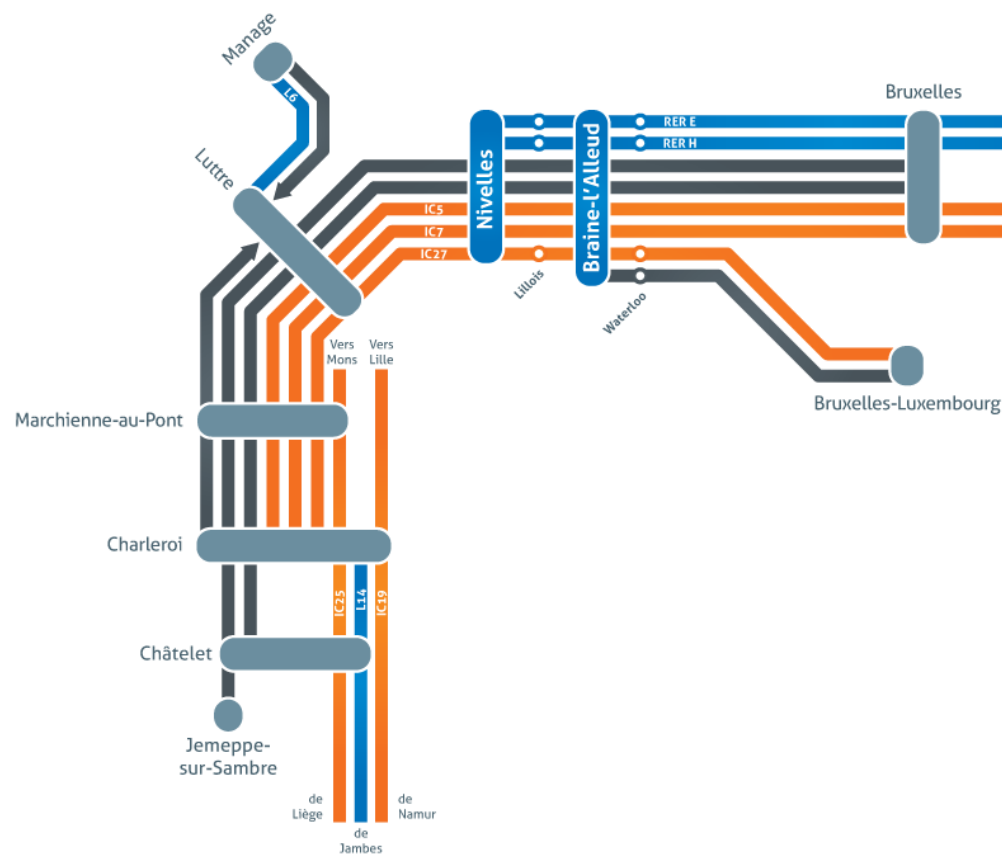 Manage
L6
Luttre
Bruxelles
RER E
RER H
Nivelles
Braine-l'Alleud
IC5
IC7
IC27
Lillois
Waterloo
Vers
Mons
Vers
Lille
Bruxelles-Luxembourg
Marchienne-au-Pont
Charleroi
IC25
L14
IC19
Châtelet
Jemeppe-
sur-Sambre
de
Liège
de
Namur
de
Jambes